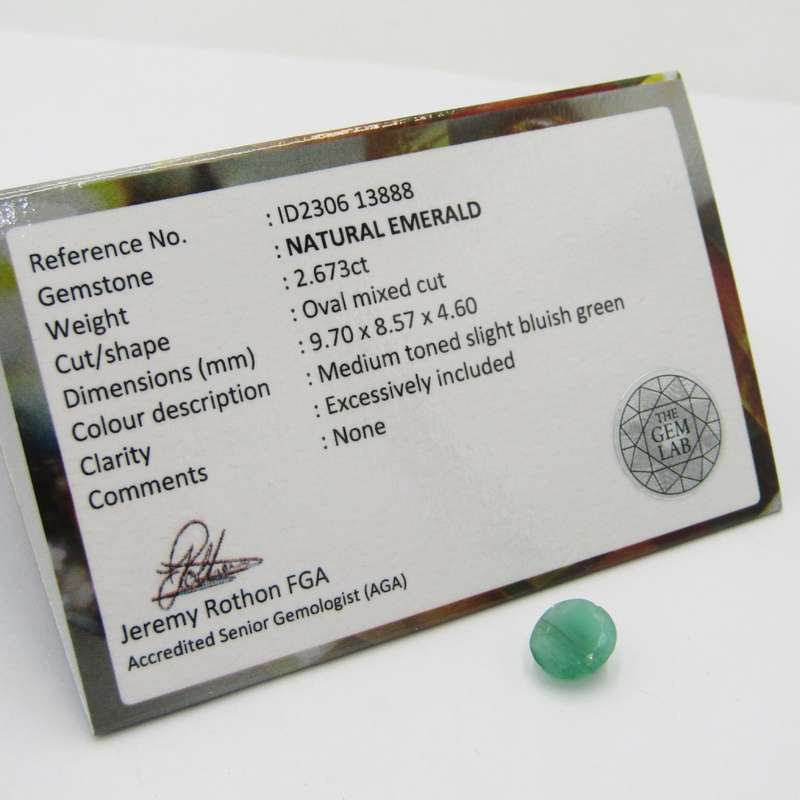 Reference No. : ID2306 13888
Gemstone : NATURAL EMERALD
Weight : 2.673ct
Cut/shape : Oval mixed cut
Dimensions (mm) : 9.70 x 8.57 x 4.60
Colour description : Medium toned slight bluish green
Clarity : Excessively included
Comments : None
THE
GEM
LAB
Jeremy Rothon FGA
Accredited Senior Gemologist (AGA)